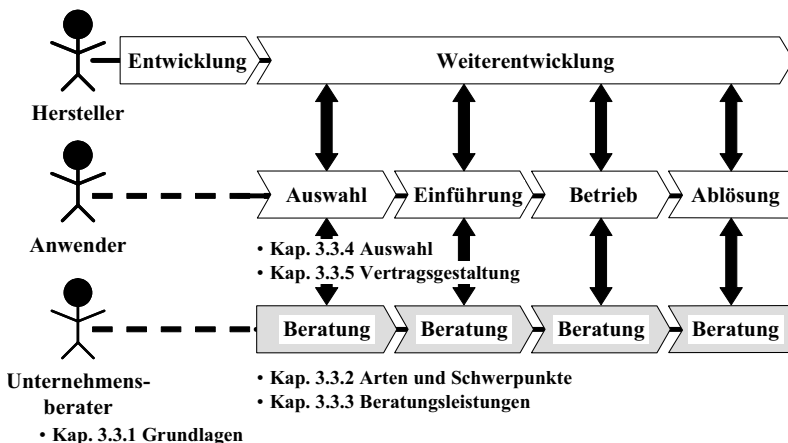 Entwicklung
Weiterentwicklung
Hersteller
Auswahl
Einführung
Betrieb
Ablösung
Anwender
• Kap. 3.3.4 Auswahl
• Kap. 3.3.5 Vertragsgestaltung
Beratung
Beratung
Beratung
Beratung
Unternehmens-
berater
• Kap. 3.3.2 Arten und Schwerpunkte
• Kap. 3.3.3 Beratungsleistungen
• Kap. 3.3.1 Grundlagen